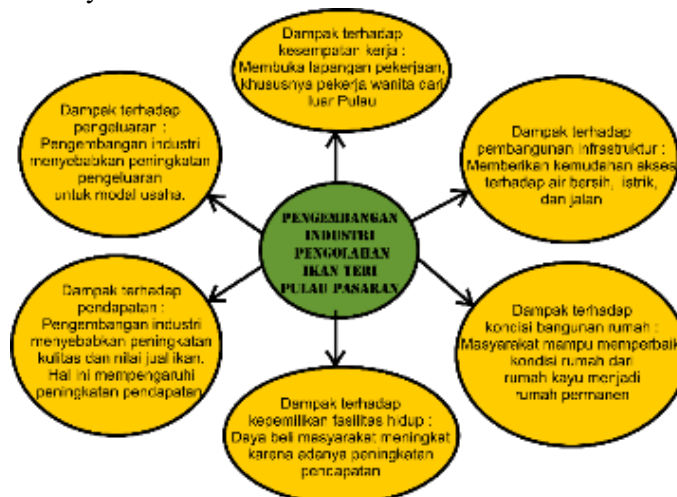 Dampak terhadap
kesempatan kerja :
Membuka lapangan pekerjaan,
khususnya pekerja wanita dari
luar Pulau
Dampak terhadap
pengeluaran :
Pengembangan industri
menyebabkan peningkatan
pengeluaran
untuk modal usaha.
Dampak terhadap
pembangunan infrastruktur :
Memberikan kemudahan akses
terhadap air bersih, listrik,
dan jalan
PENGEMBANGAN
INDUSTRI
PENGOLAHAN
IKAN TERI
PULAU PASARAN
Dampak terhadap
pendapatan :
Pengembangan industri
menyebabkan peningkatan
kulitas dan nilai jual ikan.
Hal ini mempengaruhi
peningkatan pendapatan
Dampak terhadap
kondisi bangunan rumah :
Masyarakat mampu memperbaik
kondisi rumah dari
rumah kayu menjadi
rumah permanen
Dampak terhadap
kepemilikan fasilitas hidup :
Daya beli masyarakat meningkat
karena adanya peningkatan
pendapatan